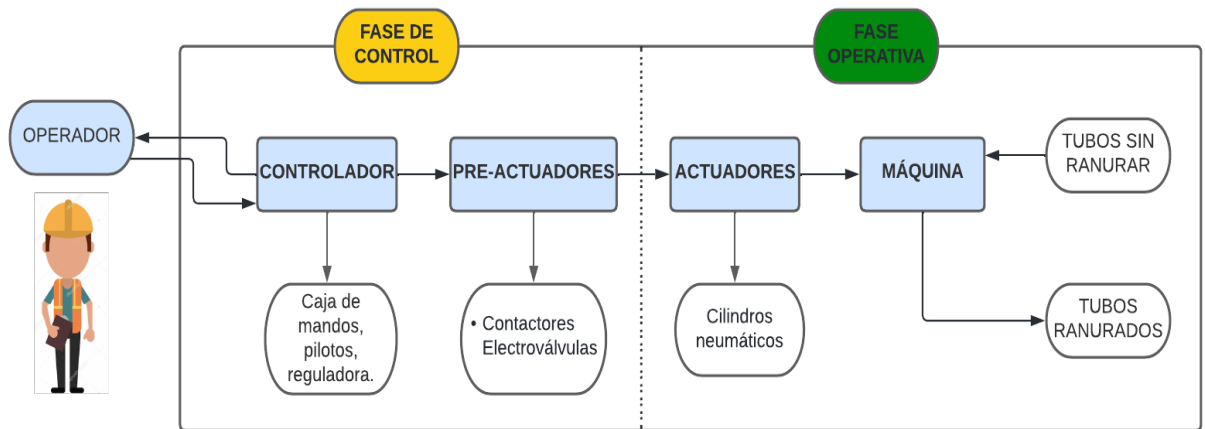 FASE DE
CONTROL
FASE
OPERATIVA
OPERADOR
CONTROLADOR
PRE-ACTUADORES
ACTUADORES
MÁQUINA
TUBOS SIN
RANURAR
Caja de
mandos,
pilotos,
reguladora.
• Contactores
Electroválvulas
Cilindros
neumáticos
TUBOS
RANURADOS